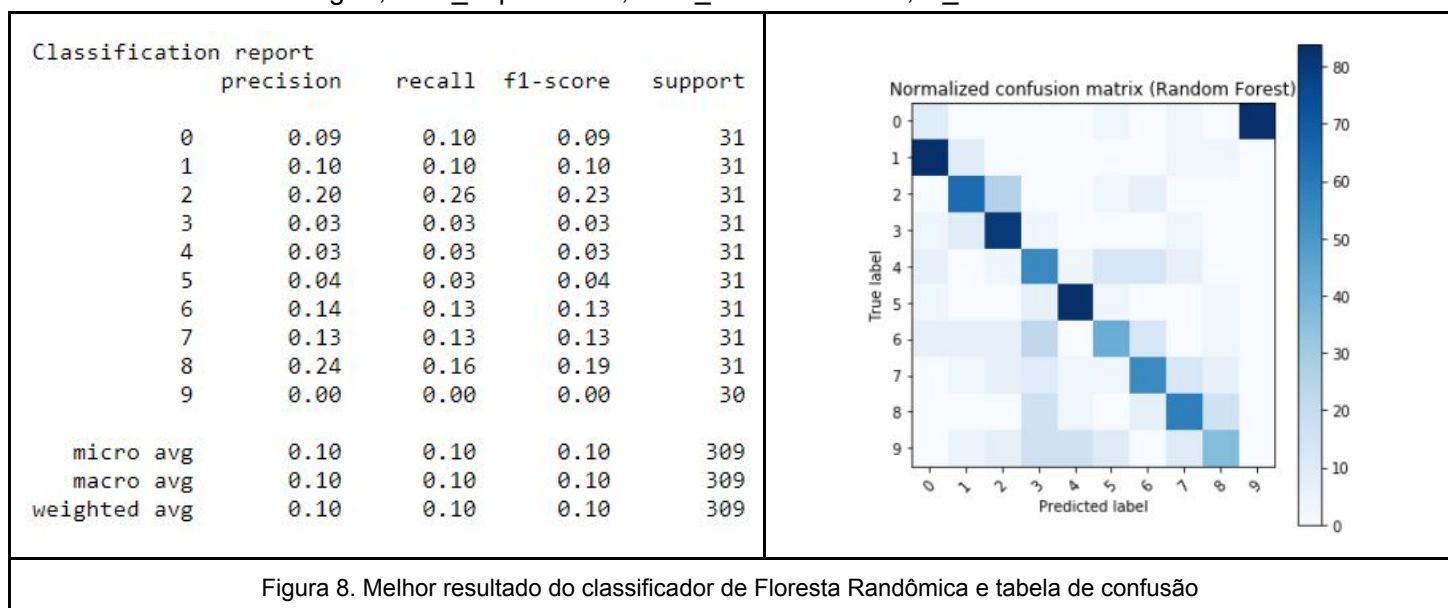 Classification report
precision recall f1-score support
0 0.09 0.10 0.09 31
1 0.10 0.10 0.10 31
2 0.20 0.26 0.23 31
3 0.03 0.03 0.03 31
4 0.03 0.03 0.03 31
5 0.04 0.03 0.04 31
6 0.14 0.13 0.13 31
7 0.13 0.13 0.13 31
8 0.24 0.16 0.19 31
9 0.00 0.00 0.00 30
micro avg 0.10 0.10 0.10 309
macro avg 0.10 0.10 0.10 309
weighted avg 0.10 0.10 0.10 309
Normalized confusion matrix (Random Forest)
True label
0
1
2
3
4
5
6
7
8
9
0 1 2 3 4 5 6 7 8 9
Predicted label
80
70
60
50
40
30
20
10
0
Figura 8. Melhor resultado do classificador de Floresta Randômica e tabela de confusão